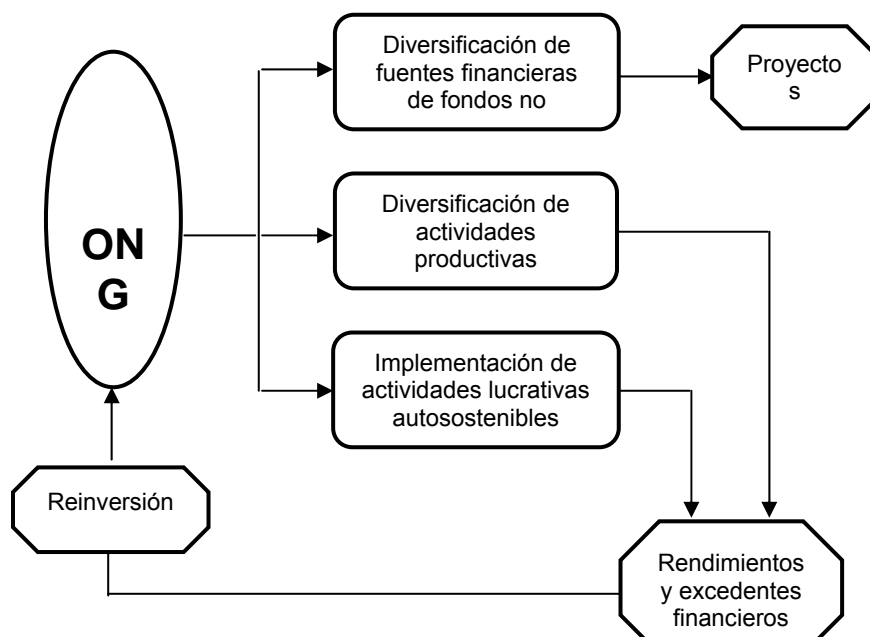 Diversificación de
fuentes financieras
de fondos no
Proyecto
s
ON
G
Diversificación de
actividades
productivas
Implementación de
actividades lucrativas
autosostenibles
Reinversión
Rendimientos
y excedentes
financieros